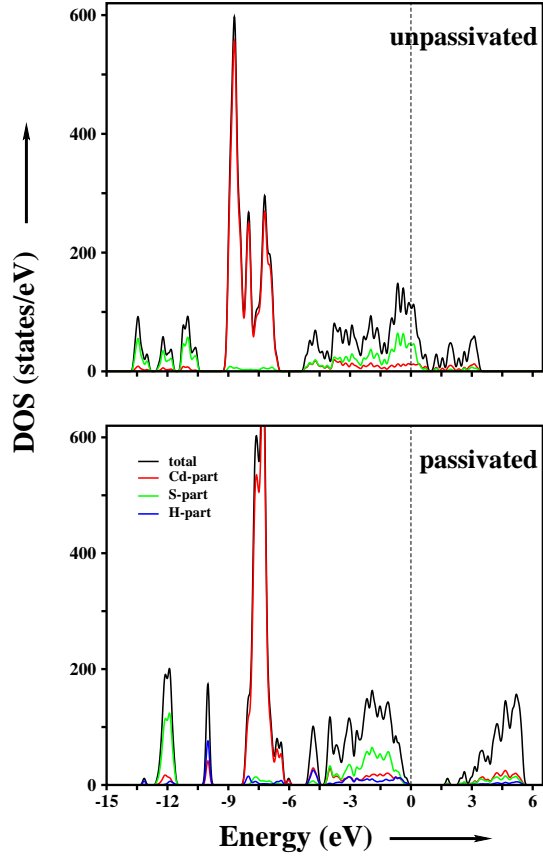 unpassivated
600
400
200
0
DOS (states/eV)
passivated
600
400
200
0
total
Cd-part
S-part
H-part
-15 -12 -9 -6 -3 0 3 6
Energy (eV)